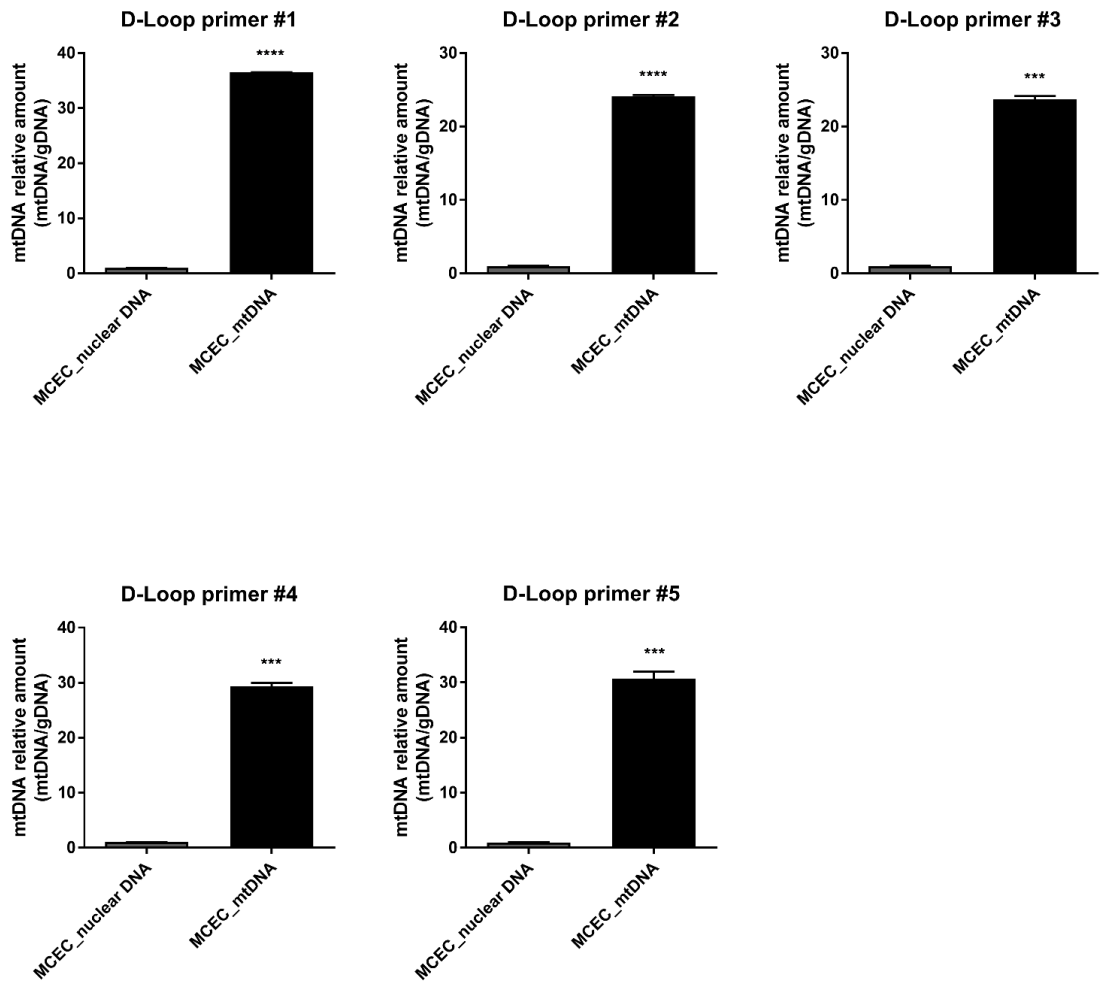 D-Loop primer #1
****
mtDNA relative amount
(mtDNA/gDNA)
40
30
20
10
0
MCEC_nuclear DNA
MCEC_mtDNA
D-Loop primer #2
****
mtDNA relative amount
(mtDNA/gDNA)
30
20
10
0
MCEC_nuclear DNA
MCEC_mtDNA
D-Loop primer #3
***
mtDNA relative amount
(mtDNA/gDNA)
30
20
10
0
MCEC_nuclear DNA
MCEC_mtDNA
D-Loop primer #4
***
mtDNA relative amount
(mtDNA/gDNA)
40
30
20
10
0
MCEC_nuclear DNA
MCEC_mtDNA
D-Loop primer #5
***
mtDNA relative amount
(mtDNA/gDNA)
40
30
20
10
0
MCEC_nuclear DNA
MCEC_mtDNA